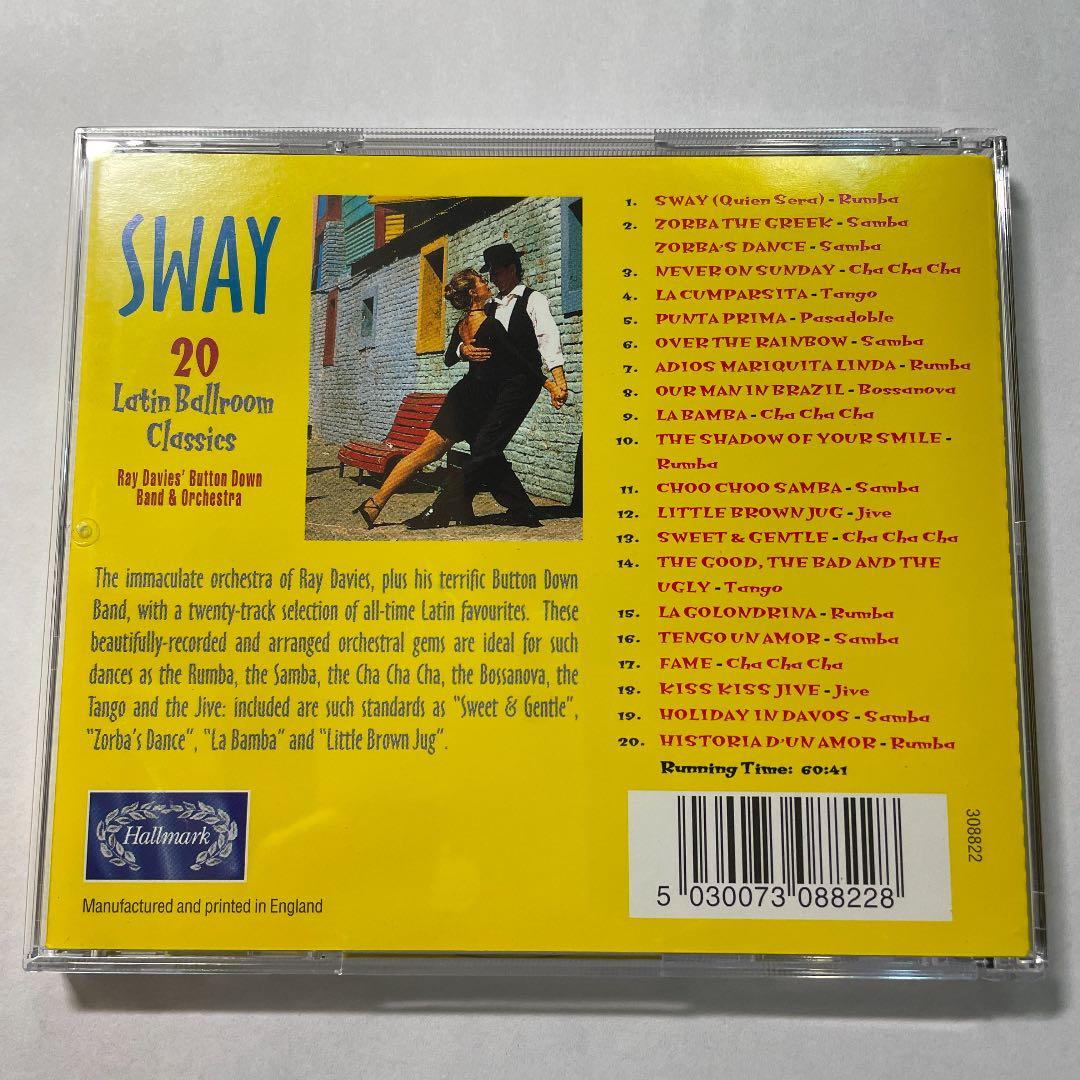 SWAY
20
Latin Ballroom
Classics
Ray Davies' Button Down
Band & Orchestra
The immaculate orchestra of Ray Davies, plus his terrific Button Down
Band, with a twenty-track selection of all-time Latin favourites. These
beautifully-recorded and arranged orchestral gems are ideal for such
dances as the Rumba, the Samba, the Cha Cha Cha, the Bossanova, the
Tango and the Jive: included are such standards as "Sweet & Gentle",
"Zorba's Dance", "La Bamba" and "Little Brown Jug".
Hallmark
Manufactured and printed in England
1. SWAY (Quien Sera) - Rumba
2. ZORBA THE GREEK - Samba
ZORBA'S DANCE - Samba
3. NEVER ON SUNDAY - Cha Cha Cha
4. LA CUMPARSITA - Tango
5. PUNTA PRIMA - Pasadoble
6. OVER THE RAINBOW - Samba
7. ADIOS MARIQUITA LINDA - Rumba
8. OUR MAN IN BRAZIL - Bossanova
9. LA BAMBA - Cha Cha Cha
10. THE SHADOW OF YOUR SMILE -
Rumba
11. CHOO CHOO SAMBA - Samba
12. LITTLE BROWN JUG - Jive
13. SWEET & GENTLE - Cha Cha Cha
14. THE GOOD, THE BAD AND THE
UGLY - Tango
15. LA GOLONDRINA - Rumba
16. TENGO UN AMOR - Samba
17. FAME - Cha Cha Cha
18. KISS KISS JIVE - Jive
19. HOLIDAY IN DAVOS - Samba
20. HISTORIA D'UN AMOR - Rumba
Running Time: 60:41
5 030073 088228
308822